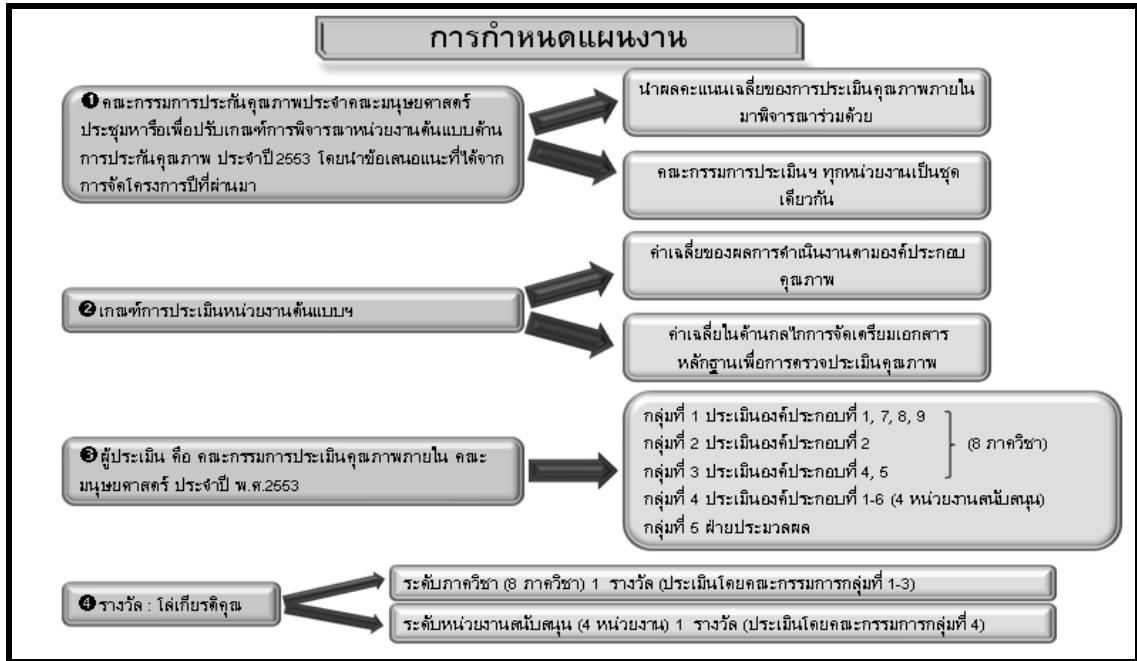 การกำหนดแผนงาน
❶คณะกรรมการประกันคุณภาพประจำคณะมนุษยศาสตร์
ประชุมหารือเพื่อปรับเกณฑ์การพิจารณาหน่วยงานต้นแบบด้าน
การประกันคุณภาพ ประจำปี 2553 โดยนำข้อเสนอแนะที่ได้จาก
การจัดโครงการปีที่ผ่านมา
นำผลคะแนนเฉลี่ยของการประเมินคุณภาพภายใน
มาพิจารณาร่วมด้วย
คณะกรรมการประเมินฯ ทุกหน่วยงานเป็นชุด
เดียวกัน
❷เกณฑ์การประเมินหน่วยงานต้นแบบฯ
ค่าเฉลี่ยของผลการดำเนินงานตามองค์ประกอบ
คุณภาพ
ค่าเฉลี่ยในด้านกลไกการจัดเตรียมเอกสาร
หลักฐานเพื่อการตรวจประเมินคุณภาพ
❸ผู้ประเมิน คือ คณะกรรมการประเมินคุณภาพภายใน คณะ
มนุษยศาสตร์ ประจำปี พ.ศ.2553
กลุ่มที่ 1 ประเมินองค์ประกอบที่ 1, 7, 8, 9
กลุ่มที่ 2 ประเมินองค์ประกอบที่ 2 (8 ภาควิชา)
กลุ่มที่ 3 ประเมินองค์ประกอบที่ 4, 5
กลุ่มที่ 4 ประเมินองค์ประกอบที่ 1-6 (4 หน่วยงานสนับสนุน)
กลุ่มที่ 5 ฝ่ายประมวลผล
❹รางวัล : โล่เกียรติคุณ
ระดับภาควิชา (8 ภาควิชา) 1 รางวัล (ประเมินโดยคณะกรรมการกลุ่มที่ 1-3)
ระดับหน่วยงานสนับสนุน (4 หน่วยงาน) 1 รางวัล (ประเมินโดยคณะกรรมการกลุ่มที่ 4)